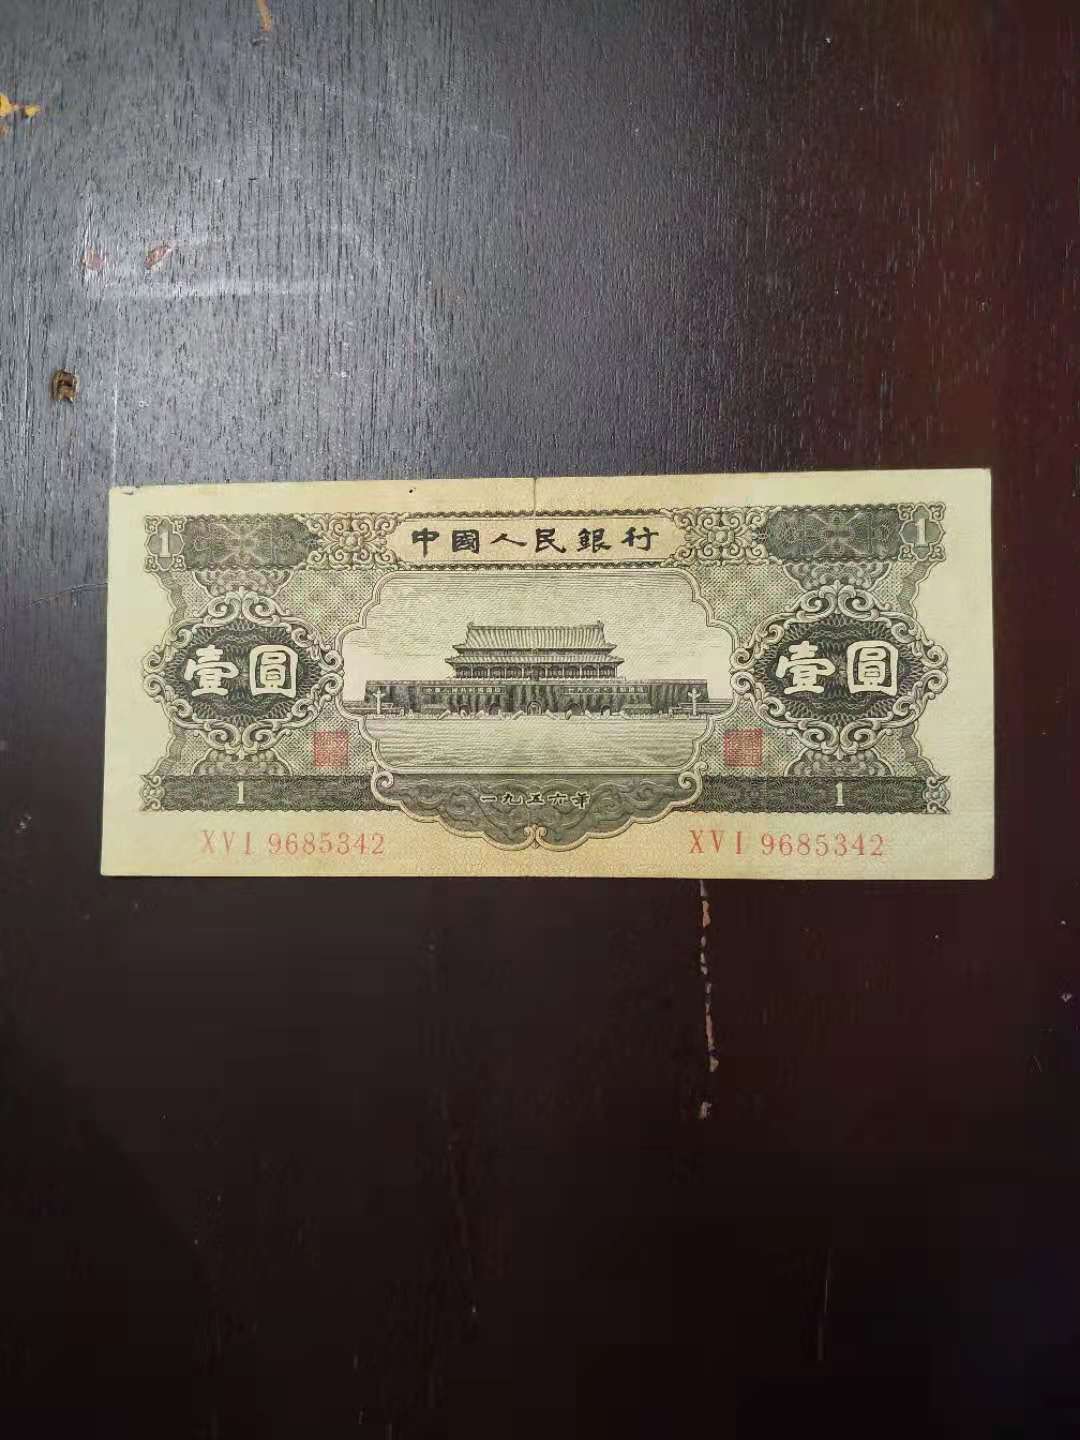 中國人民銀行
1 1
壹圓 壹圓
1 一九五六年 1
XVI 9685342 XVI 9685342